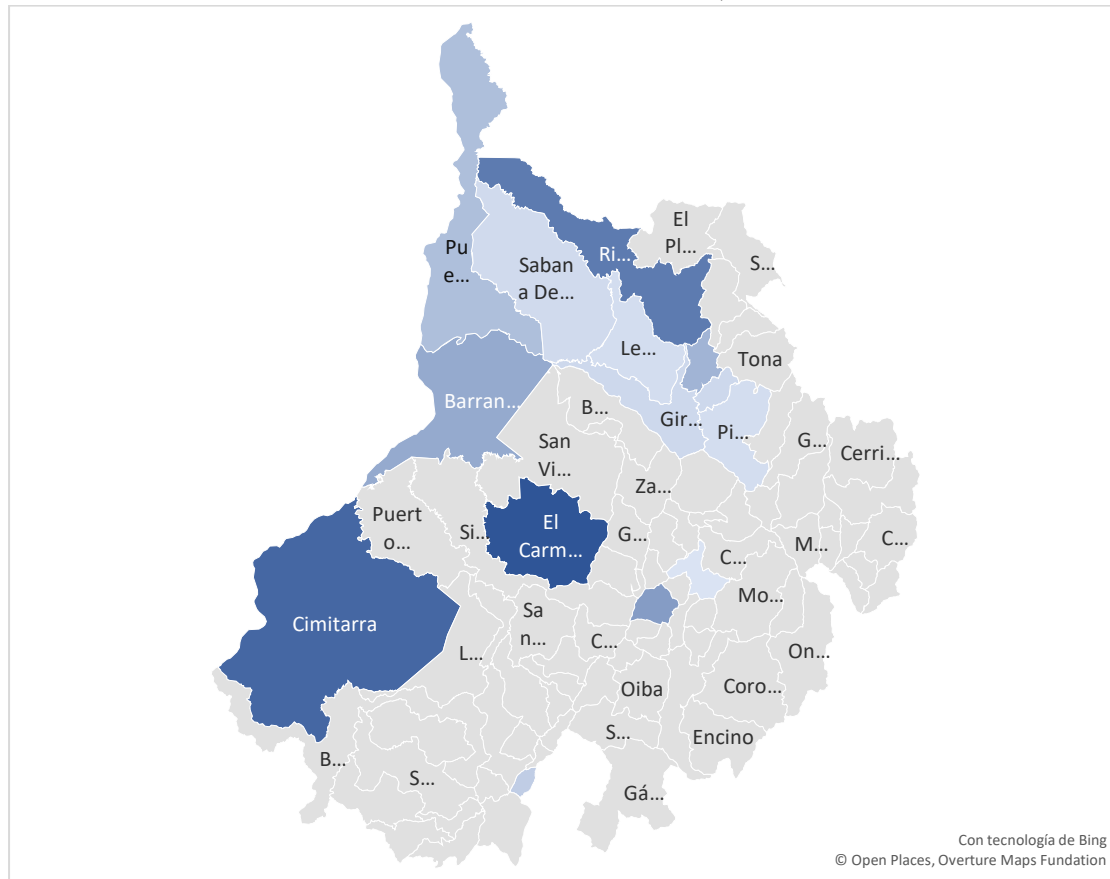 El
Pl...
S...
Pu
e...
Ri...
Saban
a De...
Le...
Tona
Barran...
B...
Gir...
Pi...
G...
Cerri...
San
Vi...
Za...
Puert
o...
Si...
El
Carm...
G...
C...
M...
C...
Mo...
Cimitarra
Sa
n...
C...
L...
On...
Oiba
Coro...
S...
Encino
B...
S...
Gá...
Con tecnología de Bing
© Open Places, Overture Maps Fundation